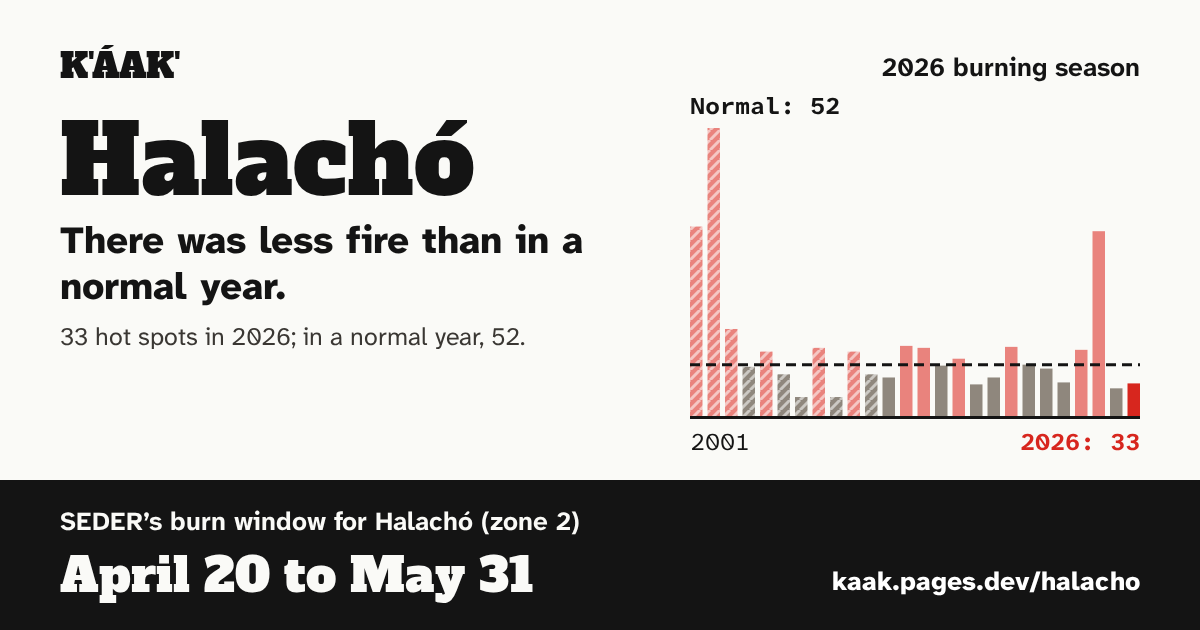 K'ÁAK'
2026 burning season
Halachó
There was less fire than in a
normal year.
33 hot spots in 2026; in a normal year, 52.
Normal: 52
2001
2026: 33
SEDER’s burn window for Halachó (zone 2)
April 20 to May 31
kaak.pages.dev/halacho